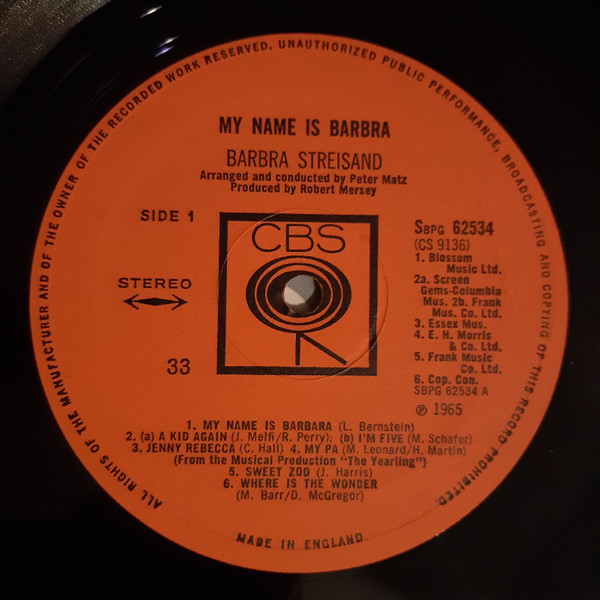 ALL RIGHTS OF THE MANUFACTURER AND OF THE OWNER OF THE RECORDED WORK RESERVED. UNAUTHORIZED PUBLIC PERFORMANCE, BROADCASTING AND COPYING OF THIS RECORD PROHIBITED.
MY NAME IS BARBRA
BARBRA STREISAND
Arranged and conducted by Peter Matz
Produced by Robert Mersey
SIDE 1
STEREO
33
CBS
SBPG 62534
(CS 9136)
1. Blossom
Music Ltd.
2a. Screen
Gems-Columbia
Mus. 2b. Frank
Mus. Co. Ltd.
3. Essex Mus.
4. E. H. Morris
& Co. Ltd.
5. Frank Music
Co. Ltd.
6. Cop. Con.
SBPG 62534 A
℗ 1965
1. MY NAME IS BARBARA (L. Bernstein)
2. (a) A KID AGAIN (J. Melfi/R. Perry); (b) I'M FIVE (M. Schafer)
3. JENNY REBECCA (C. Hall) 4. MY PA (M. Leonard/H. Martin)
(From the Musical Production "The Yearling")
5. SWEET ZOO (J. Harris)
6. WHERE IS THE WONDER
(M. Barr/D. McGregor)
MADE IN ENGLAND